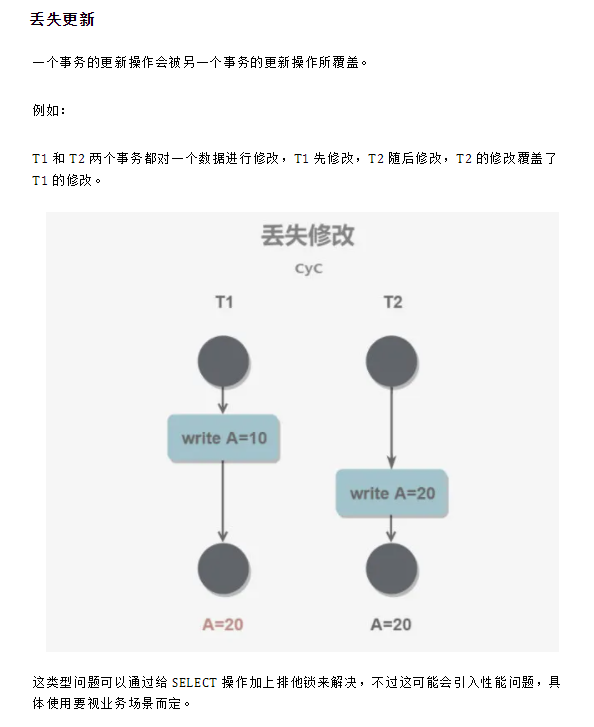 丢失更新
一个事务的更新操作会被另一个事务的更新操作所覆盖。
例如：
T1 和 T2 两个事务都对一个数据进行修改，T1 先修改，T2 随后修改，T2 的修改覆盖了
T1 的修改。
丢失修改
CyC
T1 T2
write A=10
write A=20
A=20 A=20
这类型问题可以通过给 SELECT 操作加上排他锁来解决，不过这可能会引入性能问题，具
体使用要视业务场景而定。